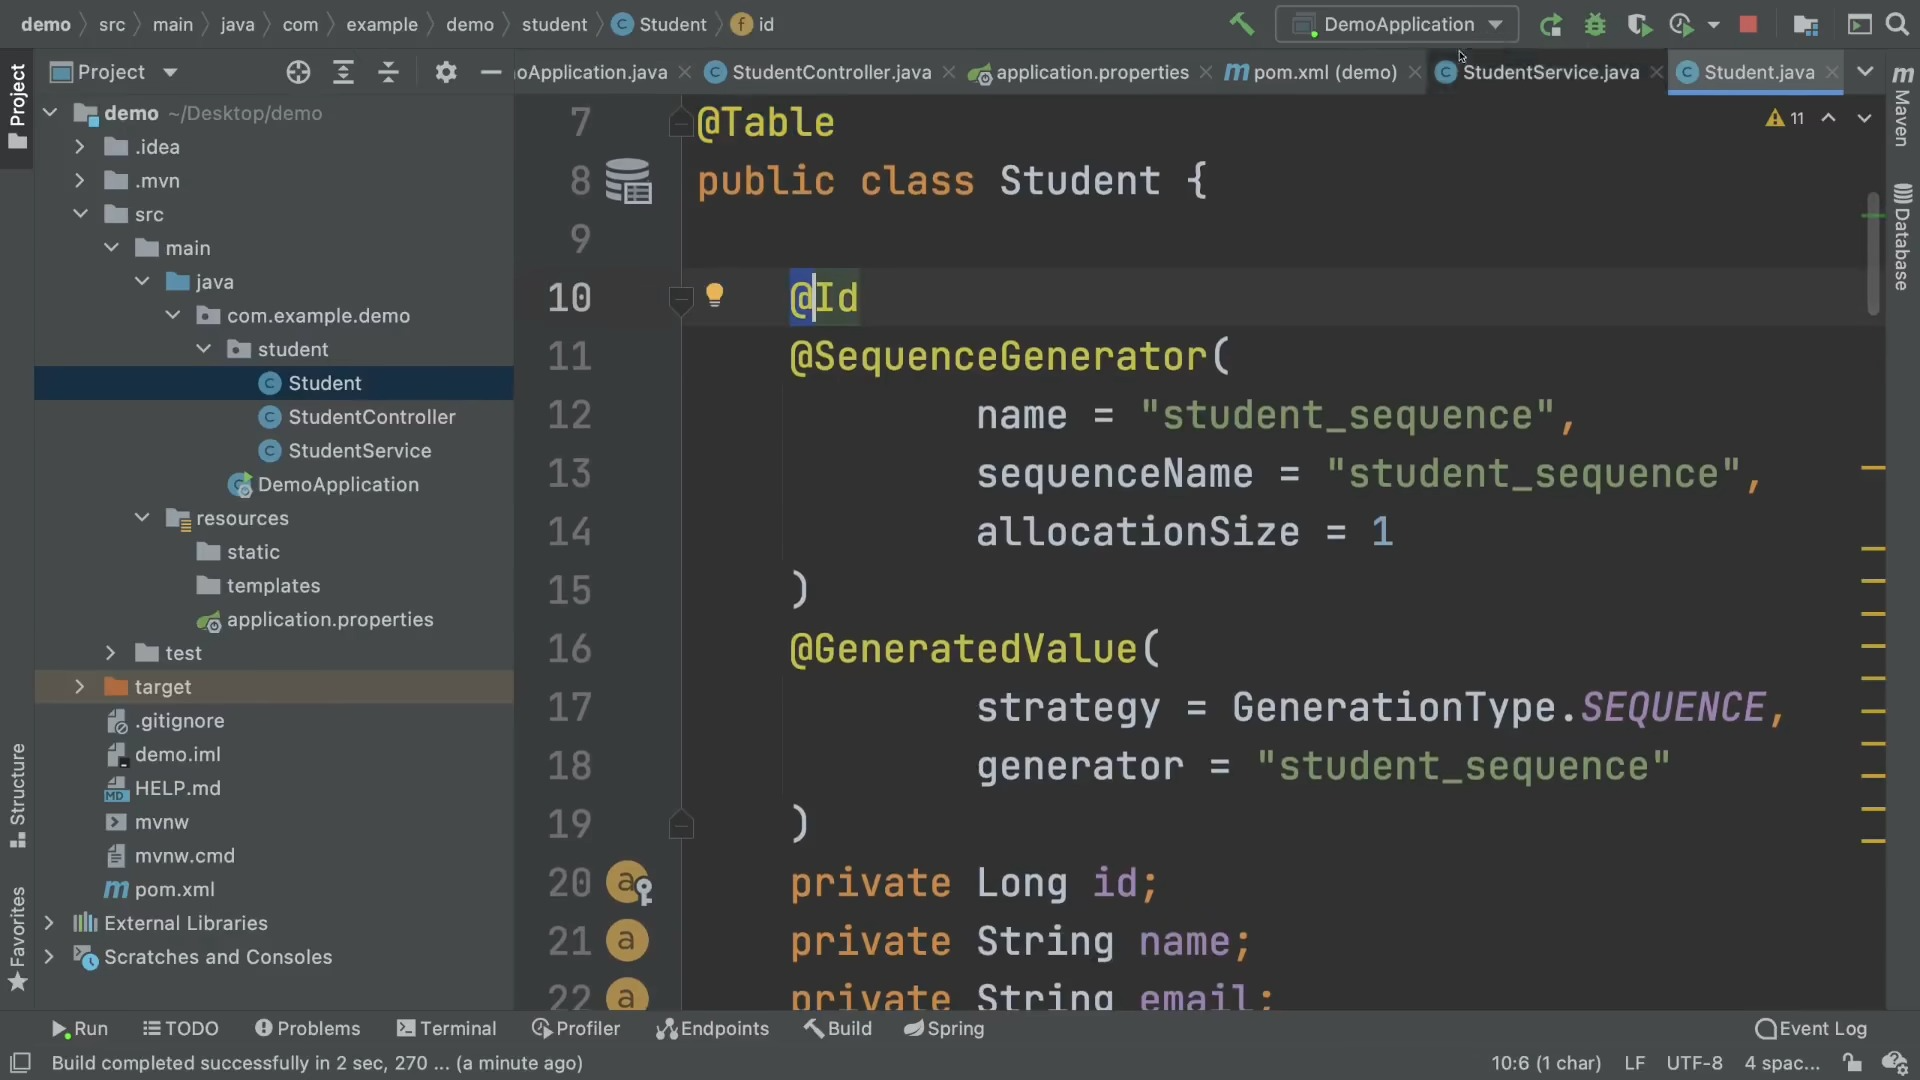 demo src main java com example demo student Student id
DemoApplication
Project
oApplication.java StudentController.java application.properties pom.xml (demo) StudentService.java Student.java
demo ~/Desktop/demo
.idea
.mvn
src
main
java
com.example.demo
student
Student
StudentController
StudentService
DemoApplication
resources
static
templates
application.properties
test
target
.gitignore
demo.iml
HELP.md
mvnw
mvnw.cmd
pom.xml
External Libraries
Scratches and Consoles
Project
Structure
Favorites
11
7 @Table
8 public class Student {
9
10 @Id
11 @SequenceGenerator(
12 name = "student_sequence",
13 sequenceName = "student_sequence",
14 allocationSize = 1
15 )
16 @GeneratedValue(
17 strategy = GenerationType.SEQUENCE,
18 generator = "student_sequence"
19 )
20 private Long id;
21 private String name;
22 private String email;
Maven
Database
Run TODO Problems Terminal Profiler Endpoints Build Spring Event Log
Build completed successfully in 2 sec, 270 ... (a minute ago) 10:6 (1 char) LF UTF-8 4 spac...